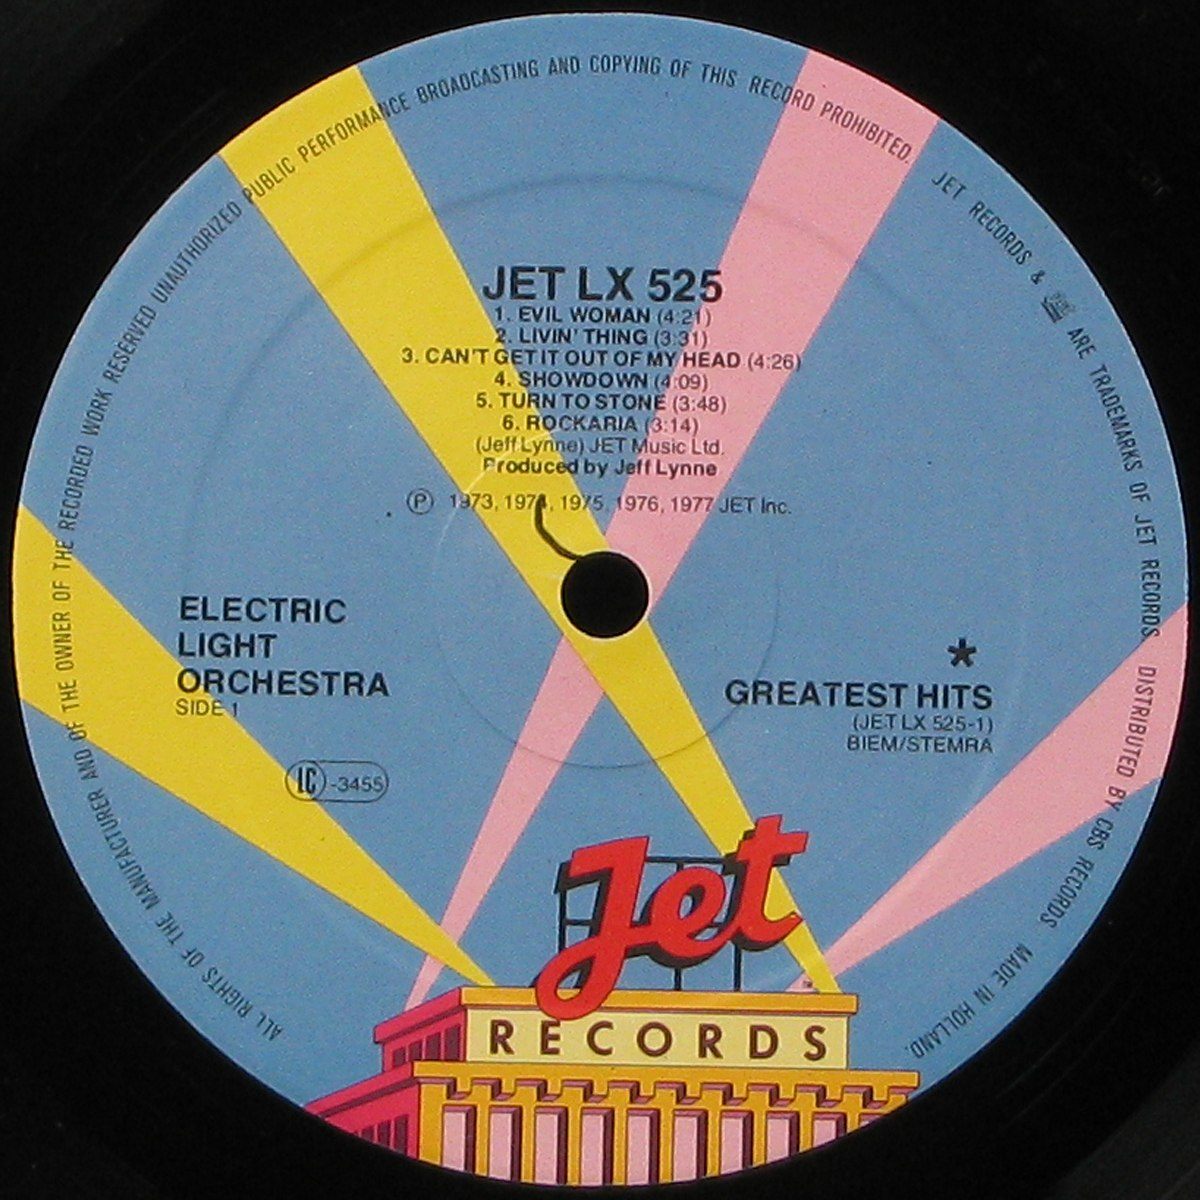 ALL RIGHTS OF THE MANUFACTURER AND OF THE OWNER OF THE RECORDED WORK RESERVED UNAUTHORIZED PUBLIC PERFORMANCE BROADCASTING AND COPYING OF THIS RECORD PROHIBITED.
JET RECORDS & ARE TRADEMARKS OF JET RECORDS DISTRIBUTED BY CBS RECORDS MADE IN HOLLAND.
JET LX 525
1. EVIL WOMAN (4:21)
2. LIVIN' THING (3:31)
3. CAN'T GET IT OUT OF MY HEAD (4:26)
4. SHOWDOWN (4:09)
5. TURN TO STONE (3:48)
6. ROCKARIA (3:14)
(Jeff Lynne) JET Music Ltd.
Produced by Jeff Lynne
℗ 1973, 1974, 1975, 1976, 1977 JET Inc.
ELECTRIC
LIGHT
ORCHESTRA
SIDE 1
LC -3455
*
GREATEST HITS
(JET LX 525-1)
BIEM/STEMRA
Jet
TM
RECORDS